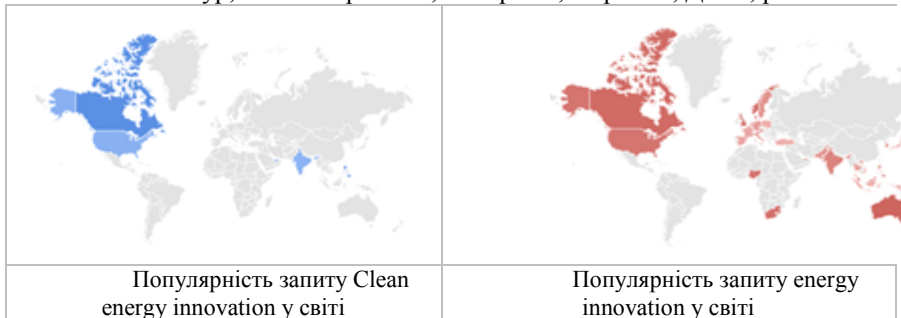 Популярність запиту Clean
energy innovation у світі
Популярність запиту energy
innovation у світі